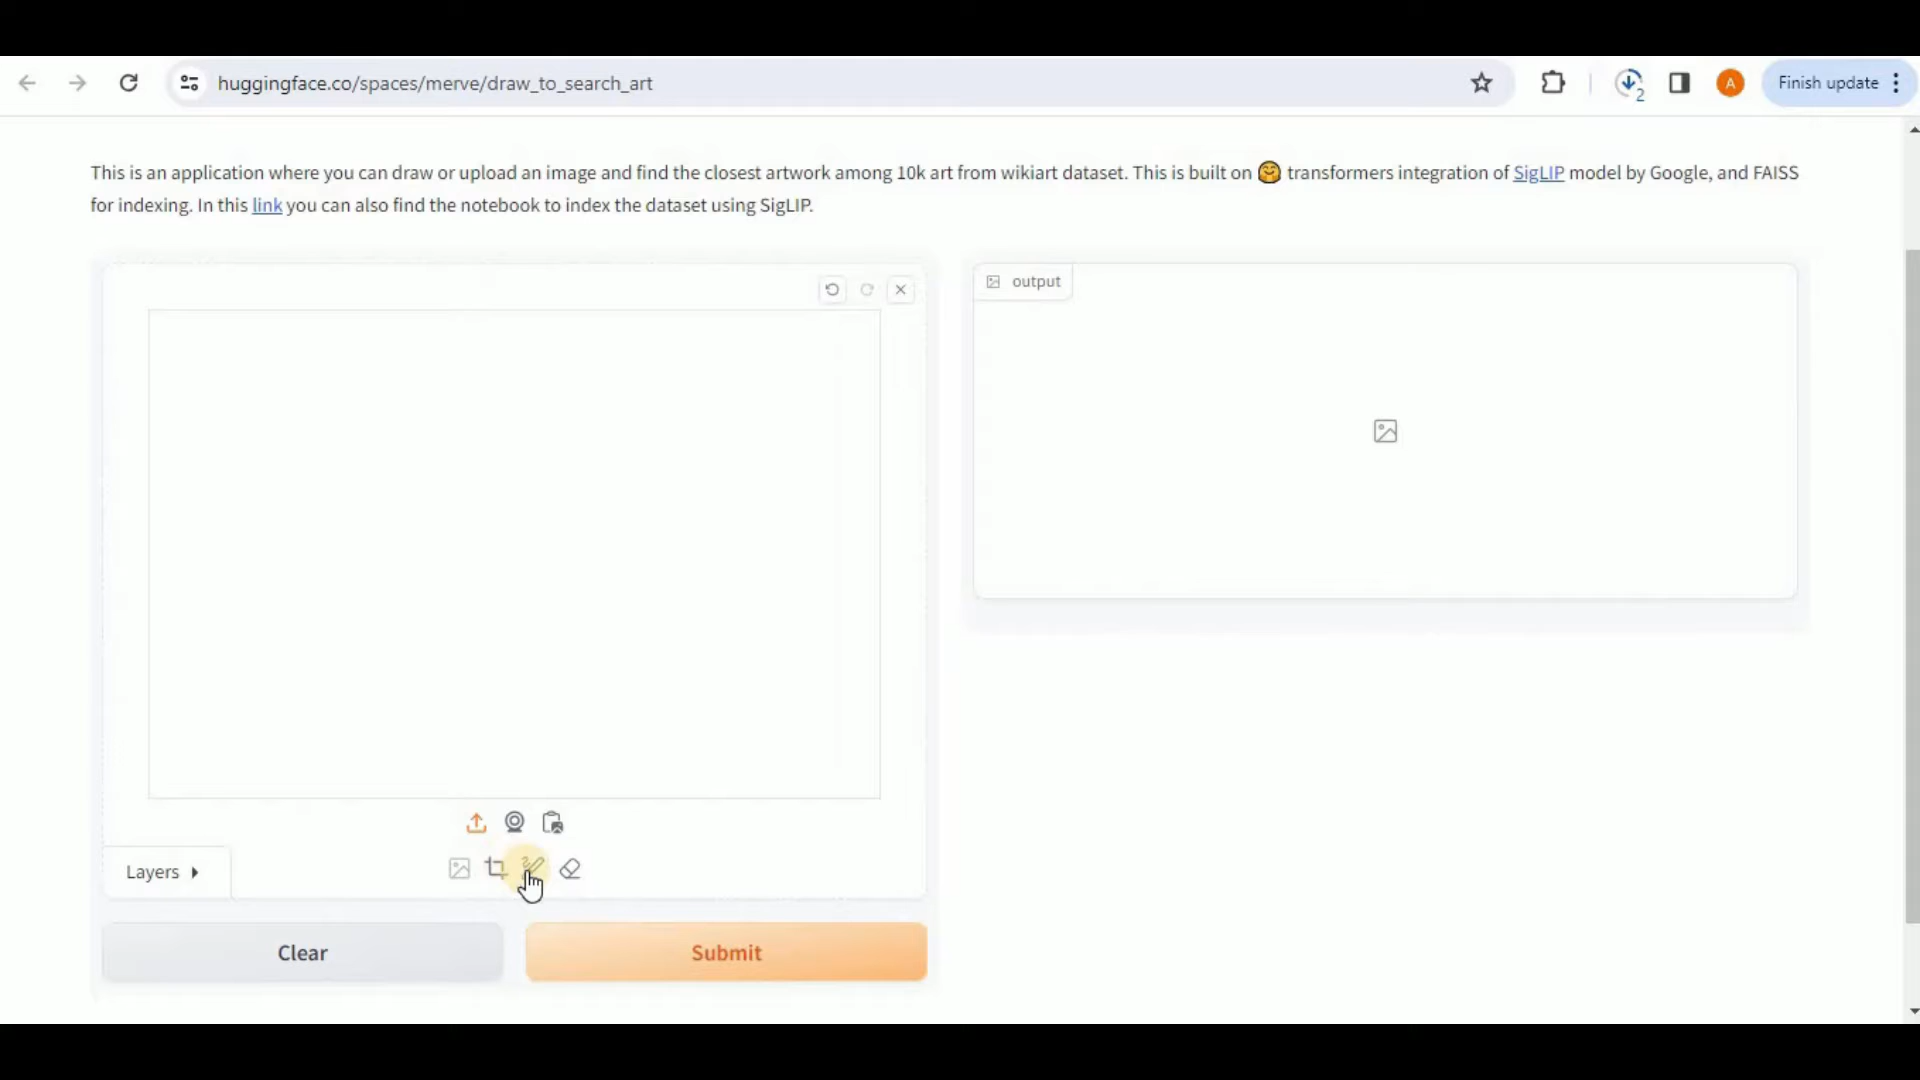 huggingface.co/spaces/merve/draw_to_search_art
2
A
Finish update
This is an application where you can draw or upload an image and find the closest artwork among 10k art from wikiart dataset. This is built on 🤗 transformers integration of SigLIP model by Google, and FAISS
for indexing. In this link you can also find the notebook to index the dataset using SigLIP.
output
Layers
Clear
Submit